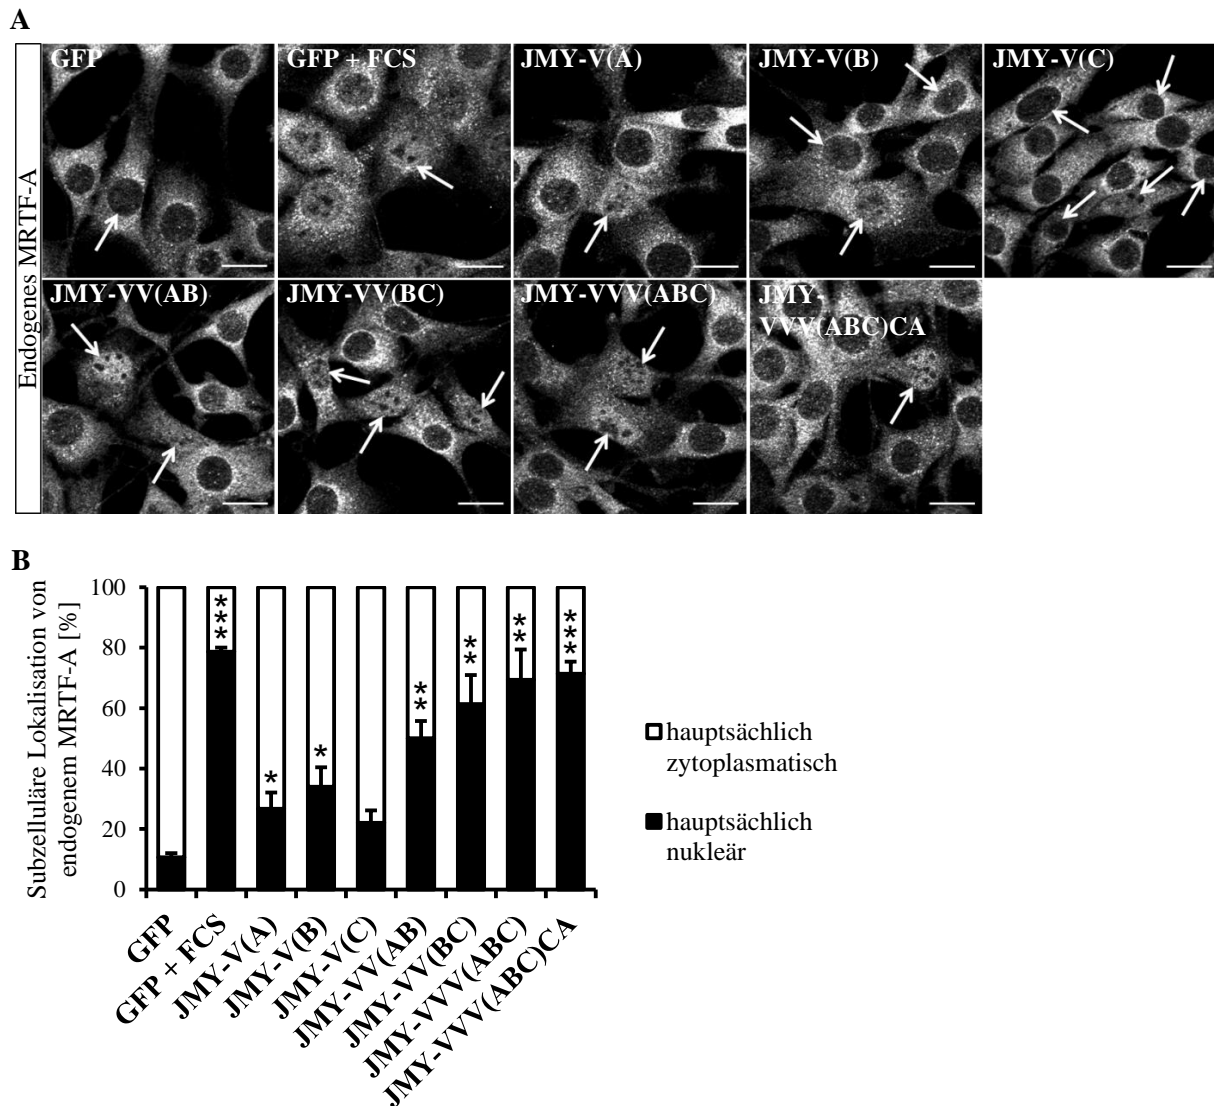 A
Endogenes MRTF-A
GFP
GFP + FCS
JMY-V(A)
JMY-V(B)
JMY-V(C)
JMY-VV(AB)
JMY-VV(BC)
JMY-VVV(ABC)
JMY-
VVV(ABC)CA
B
Subzelluläre Lokalisation von
endogenem MRTF-A [%]
100
80
60
40
20
0
***
*
*
**
**
**
***
GFP
GFP + FCS
JMY-V(A)
JMY-V(B)
JMY-V(C)
JMY-VV(AB)
JMY-VV(BC)
JMY-VVV(ABC)
JMY-VVV(ABC)CA
hauptsächlich
zytoplasmatisch
hauptsächlich
nukleär